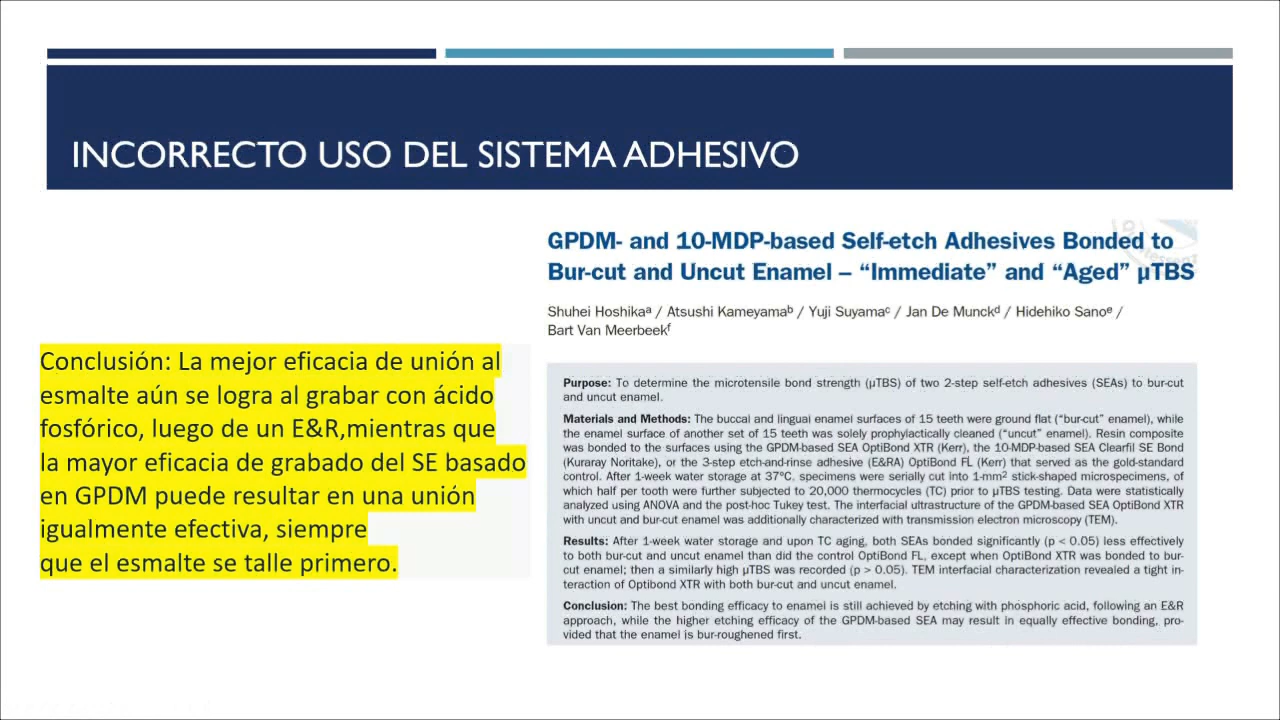 INCORRECTO USO DEL SISTEMA ADHESIVO
GPDM- and 10-MDP-based Self-etch Adhesives Bonded to
Bur-cut and Uncut Enamel – “Immediate” and “Aged” µTBS
Shuhei Hoshikaᵃ / Atsushi Kameyamaᵇ / Yuji Suyamaᶜ / Jan De Munckᵈ / Hidehiko Sanoᵉ /
Bart Van Meerbeekᶠ
Conclusión: La mejor eficacia de unión al
esmalte aún se logra al grabar con ácido
fosfórico, luego de un E&R,mientras que
la mayor eficacia de grabado del SE basado
en GPDM puede resultar en una unión
igualmente efectiva, siempre
que el esmalte se talle primero.
Purpose: To determine the microtensile bond strength (µTBS) of two 2-step self-etch adhesives (SEAs) to bur-cut
and uncut enamel.
Materials and Methods: The buccal and lingual enamel surfaces of 15 teeth were ground flat (“bur-cut” enamel), while
the enamel surface of another set of 15 teeth was solely prophylactically cleaned (“uncut” enamel). Resin composite
was bonded to the surfaces using the GPDM-based SEA OptiBond XTR (Kerr), the 10-MDP-based SEA Clearfil SE Bond
(Kuraray Noritake), or the 3-step etch-and-rinse adhesive (E&RA) OptiBond FL (Kerr) that served as the gold-standard
control. After 1-week water storage at 37°C, specimens were serially cut into 1-mm² stick-shaped microspecimens, of
which half per tooth were further subjected to 20,000 thermocycles (TC) prior to µTBS testing. Data were statistically
analyzed using ANOVA and the post-hoc Tukey test. The interfacial ultrastructure of the GPDM-based SEA OptiBond XTR
with uncut and bur-cut enamel was additionally characterized with transmission electron microscopy (TEM).
Results: After 1-week water storage and upon TC aging, both SEAs bonded significantly (p < 0.05) less effectively
to both bur-cut and uncut enamel than did the control OptiBond FL, except when OptiBond XTR was bonded to bur-
cut enamel; then a similarly high µTBS was recorded (p > 0.05). TEM interfacial characterization revealed a tight in-
teraction of Optibond XTR with both bur-cut and uncut enamel.
Conclusion: The best bonding efficacy to enamel is still achieved by etching with phosphoric acid, following an E&R
approach, while the higher etching efficacy of the GPDM-based SEA may result in equally effective bonding, pro-
vided that the enamel is bur-roughened first.